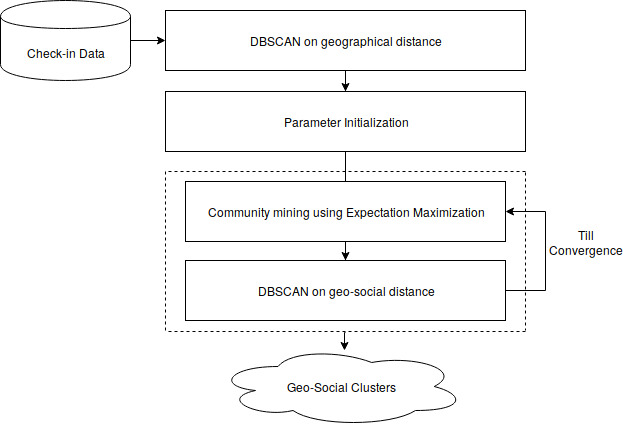 Check-in Data
DBSCAN on geographical distance
Parameter Initialization
Community mining using Expectation Maximization
Till
Convergence
DBSCAN on geo-social distance
Geo-Social Clusters